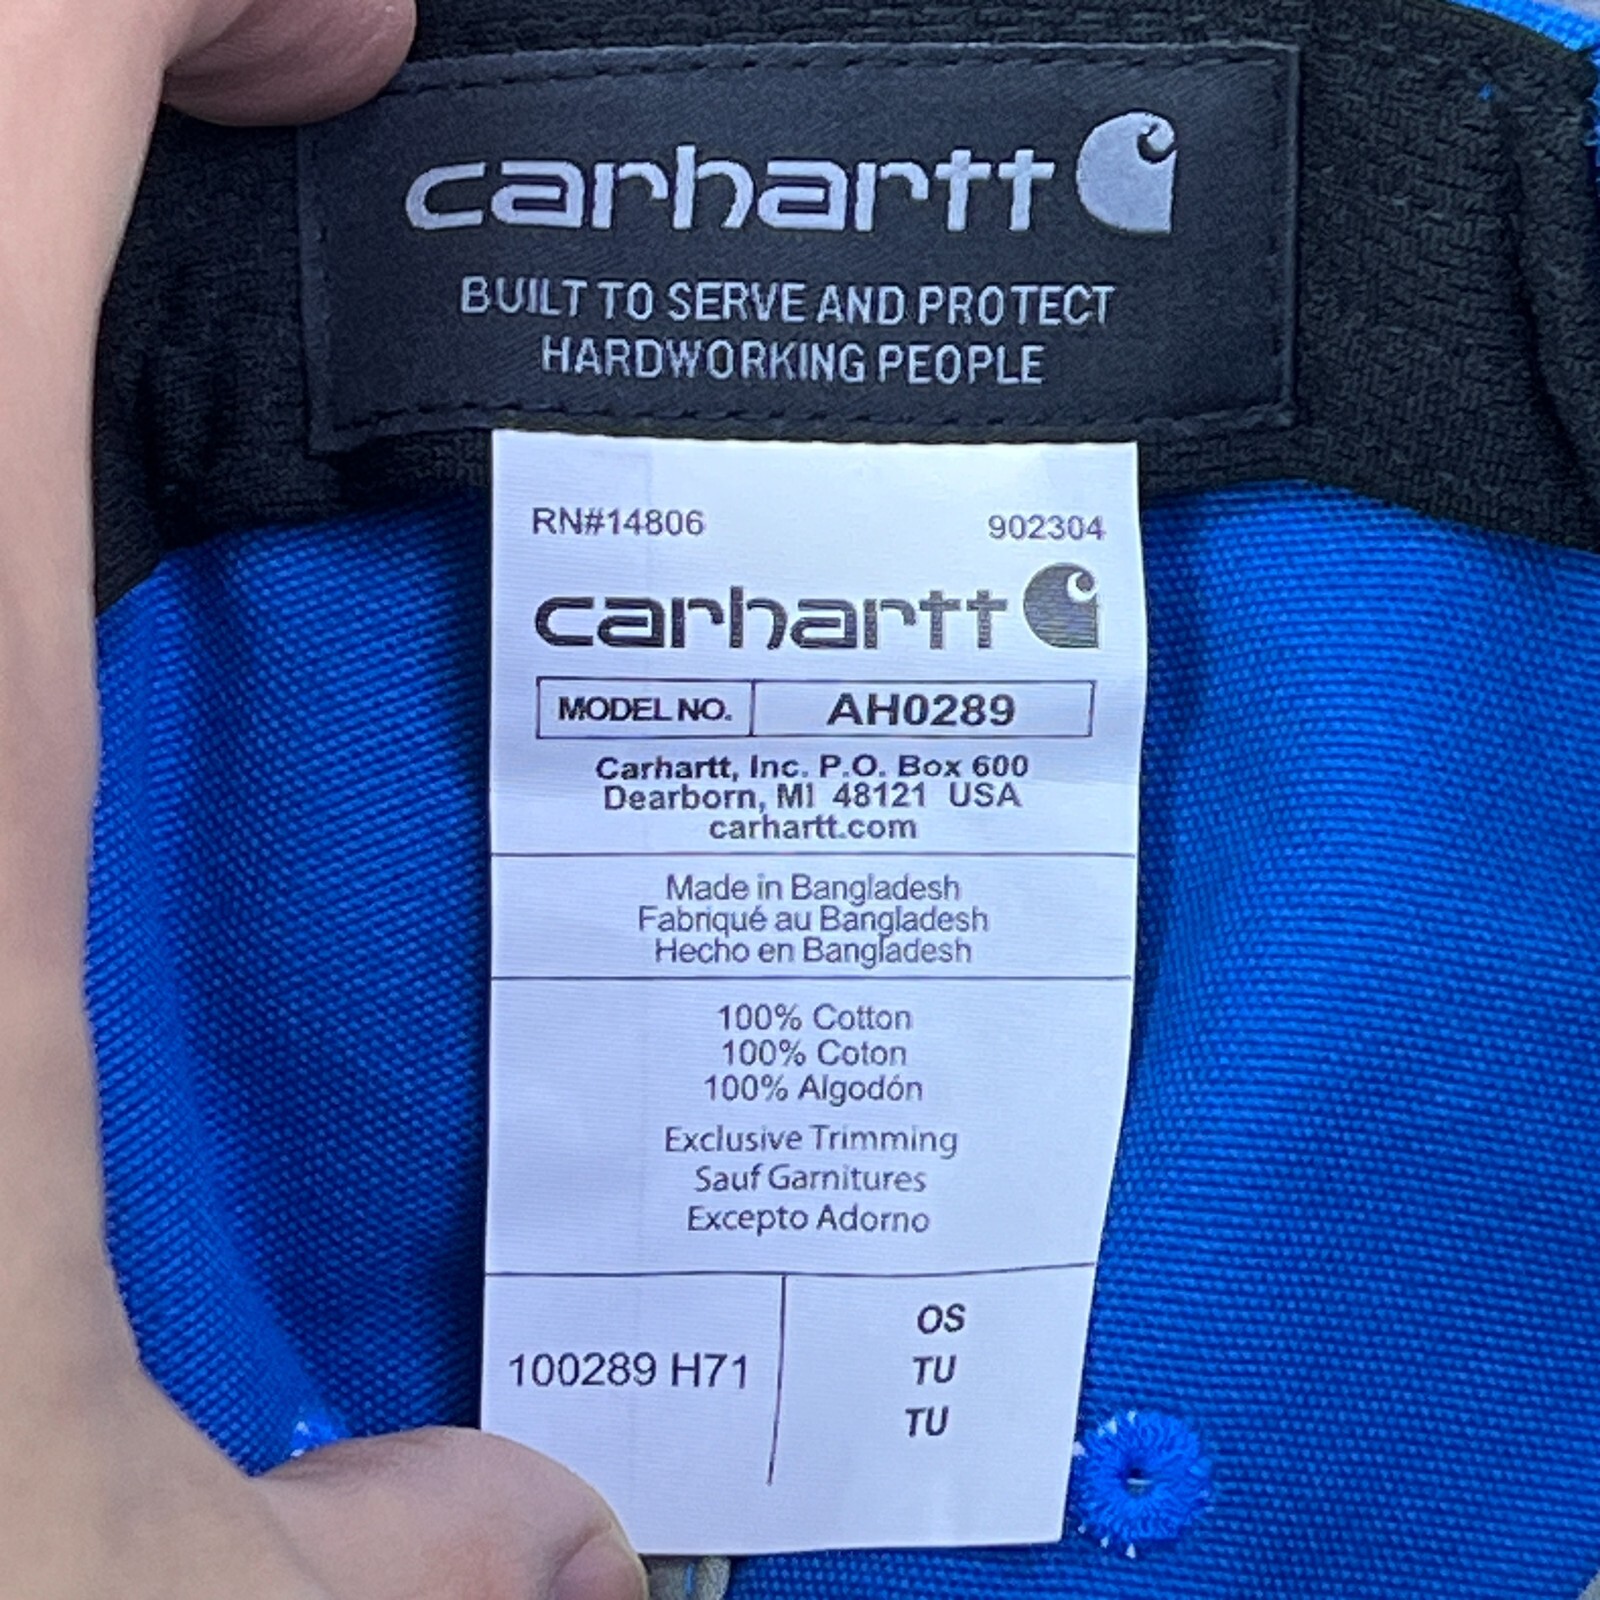 carhartt
BUILT TO SERVE AND PROTECT
HARDWORKING PEOPLE
RN#14806 902304
carhartt
MODEL NO. AH0289
Carhartt, Inc. P.O. Box 600
Dearborn, MI 48121 USA
carhartt.com
Made in Bangladesh
Fabriqué au Bangladesh
Hecho en Bangladesh
100% Cotton
100% Coton
100% Algodón
Exclusive Trimming
Sauf Garnitures
Excepto Adorno
100289 H71
OS
TU
TU